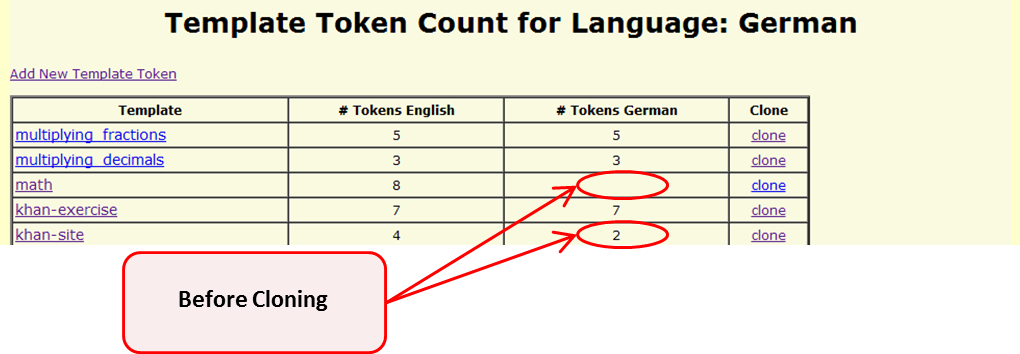 Template Token Count for Language: German
Add New Template Token
Template # Tokens English # Tokens German Clone
multiplying_fractions 5 5 clone
multiplying_decimals 3 3 clone
math 8 clone
khan-exercise 7 7 clone
khan-site 4 2 clone
Before Cloning